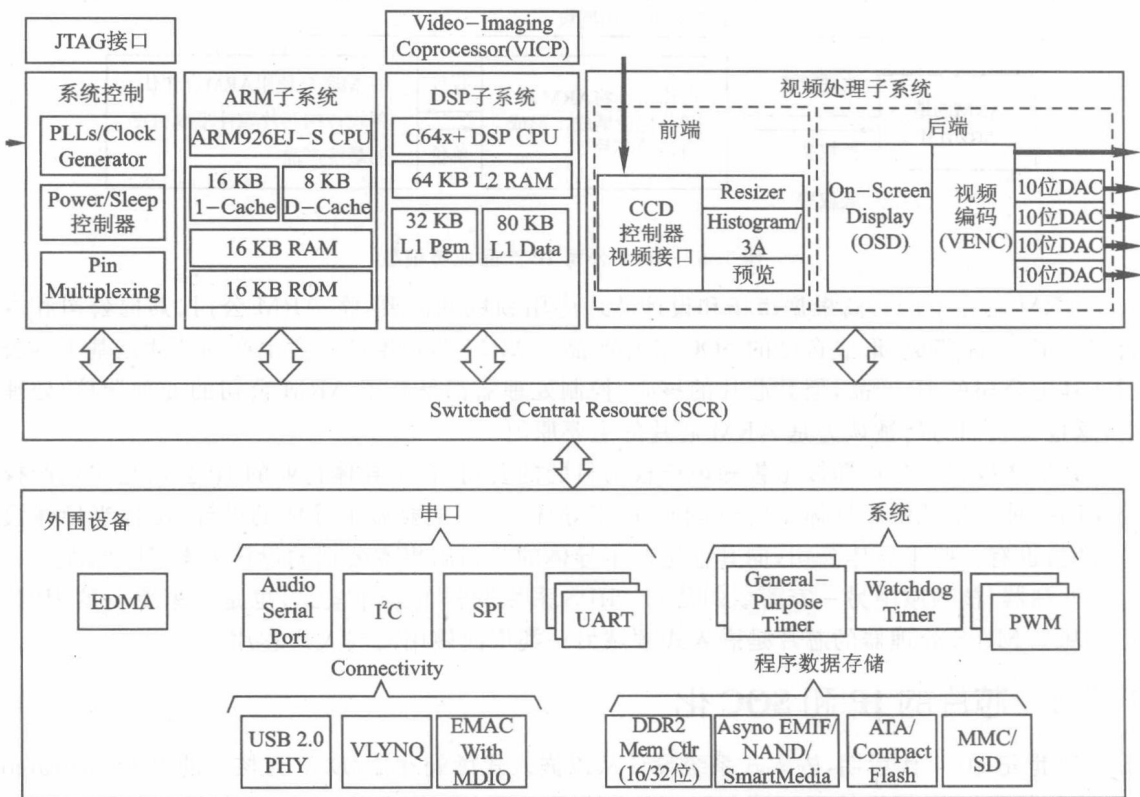 JTAG接口
Video-Imaging
Coprocessor(VICP)
系统控制
PLLs/Clock
Generator
Power/Sleep
控制器
Pin
Multiplexing
ARM子系统
ARM926EJ-S CPU
16 KB
1-Cache
8 KB
D-Cache
16 KB RAM
16 KB ROM
DSP子系统
C64x+ DSP CPU
64 KB L2 RAM
32 KB
L1 Pgm
80 KB
L1 Data
视频处理子系统
前端
CCD
控制器
视频接口
Resizer
Histogram/
3A
预览
后端
On-Screen
Display
(OSD)
视频
编码
(VENC)
10位DAC
10位DAC
10位DAC
10位DAC
Switched Central Resource (SCR)
外围设备
EDMA
串口
Audio
Serial
Port
I²C
SPI
UART
系统
General-
Purpose
Timer
Watchdog
Timer
PWM
Connectivity
USB 2.0
PHY
VLYNQ
EMAC
With
MDIO
程序数据存储
DDR2
Mem Ctlr
(16/32位)
Asyno EMIF/
NAND/
SmartMedia
ATA/
Compact
Flash
MMC/
SD